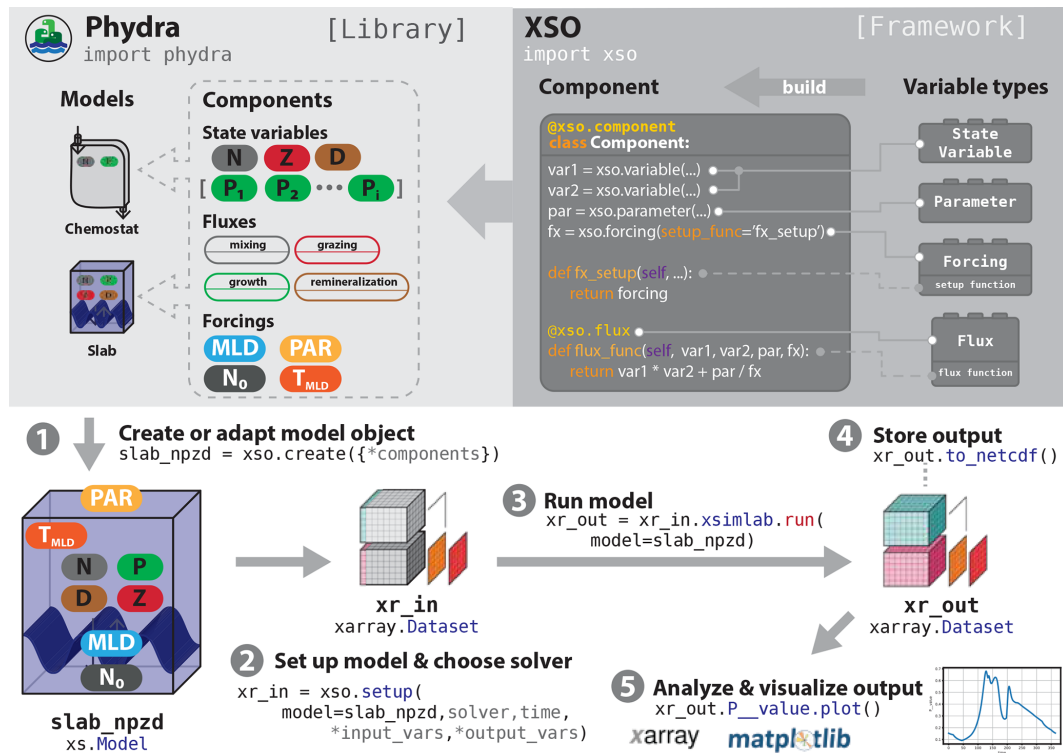 Phydra
[Library]
import phydra
Models
Components
State variables
N Z D
[ P1 P2 ··· Pi ]
N P
Chemostat
Fluxes
mixing
grazing
growth
remineralization
N P
Z D
Slab
Forcings
MLD
PAR
N0
TMLD
XSO
[Framework]
import xso
Component
build
Variable types
@xso.component
class Component:
var1 = xso.variable(...)
var2 = xso.variable(...)
par = xso.parameter(...)
fx = xso.forcing(setup_func='fx_setup')
def fx_setup(self, ...):
return forcing
@xso.flux
def flux_func(self, var1, var2, par, fx):
return var1 * var2 + par / fx
State
Variable
Parameter
Forcing
setup function
Flux
flux function
1 Create or adapt model object
slab_npzd = xso.create({*components})
PAR
TMLD
N P
D Z
MLD
N0
slab_npzd
xs.Model
xr_in
xarray.Dataset
2 Set up model & choose solver
xr_in = xso.setup(
model=slab_npzd,solver,time,
*input_vars,*output_vars)
3 Run model
xr_out = xr_in.xsimlab.run(
model=slab_npzd)
4 Store output
xr_out.to_netcdf()
xr_out
xarray.Dataset
5 Analyze & visualize output
xr_out.P__value.plot()
xarray
matplotlib